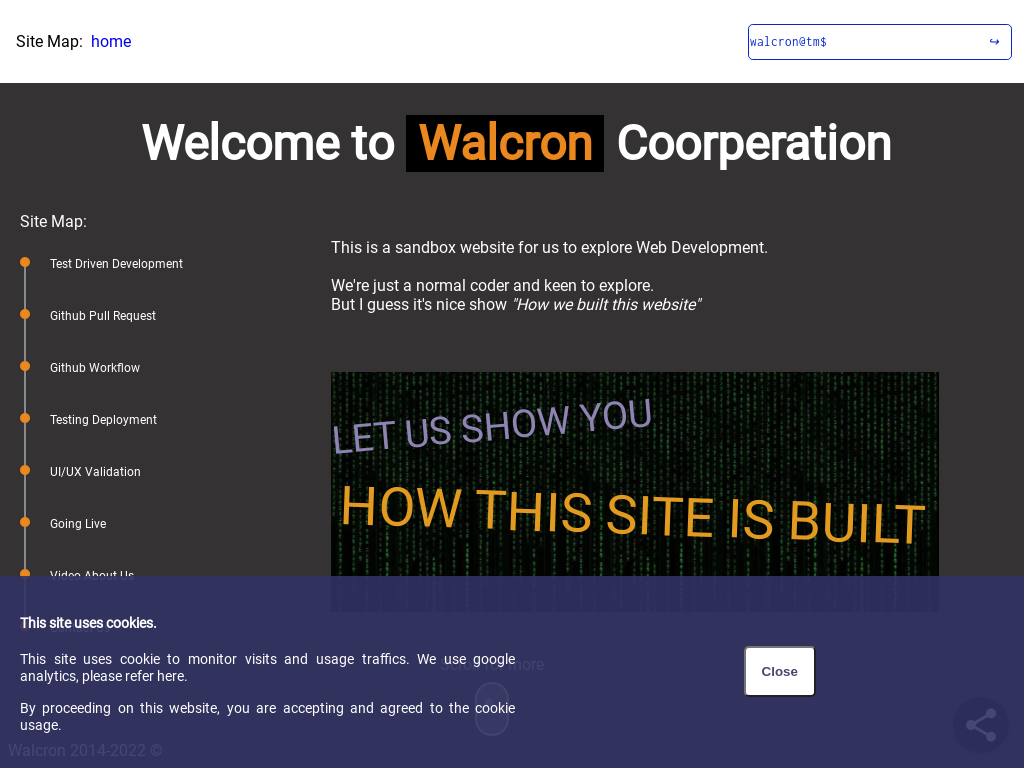 Site Map: home
walcron@tm$ ↪
Welcome to Walcron Coorperation
Site Map:
Test Driven Development
Github Pull Request
Github Workflow
Testing Deployment
UI/UX Validation
Going Live
Video About Us
This is a sandbox website for us to explore Web Development.
We're just a normal coder and keen to explore.
But I guess it's nice show "How we built this website"
LET US SHOW YOU
HOW THIS SITE IS BUILT
This site uses cookies.
This site uses cookie to monitor visits and usage traffics. We use google
analytics, please refer here.
By proceeding on this website, you are accepting and agreed to the cookie
usage.
Close
more
Walcron 2014-2022 ©